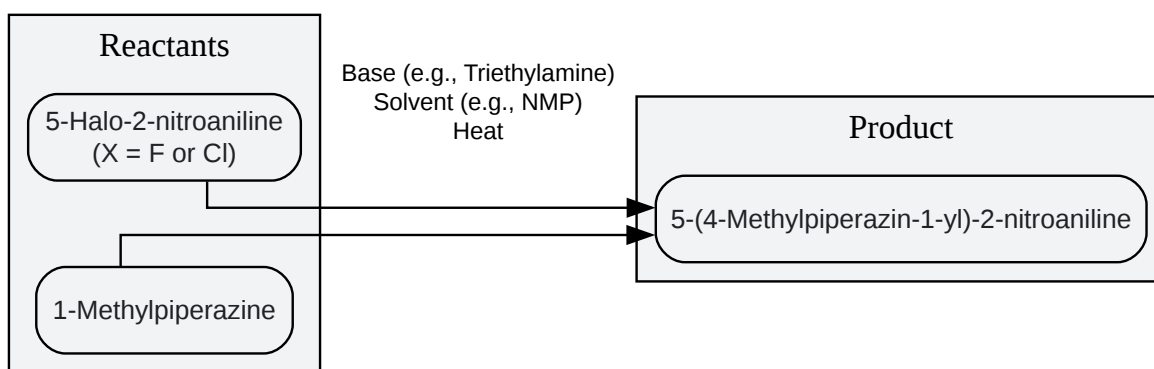 Reactants
5-Halo-2-nitroaniline
(X = F or Cl)
1-Methylpiperazine
Base (e.g., Triethylamine)
Solvent (e.g., NMP)
Heat
Product
5-(4-Methylpiperazin-1-yl)-2-nitroaniline